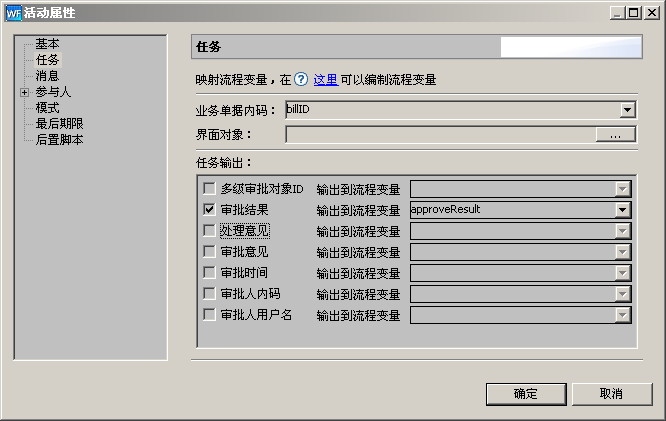 WF 活动属性
基本
任务
消息
参与人
模式
最后期限
后置脚本
任务
映射流程变量，在 ? 这里 可以编制流程变量
业务单据内码： billID
界面对象： ...
任务输出：
多级审批对象ID 输出到流程变量
审批结果 输出到流程变量 approveResult
处理意见 输出到流程变量
审批意见 输出到流程变量
审批时间 输出到流程变量
审批人内码 输出到流程变量
审批人用户名 输出到流程变量
确定 取消